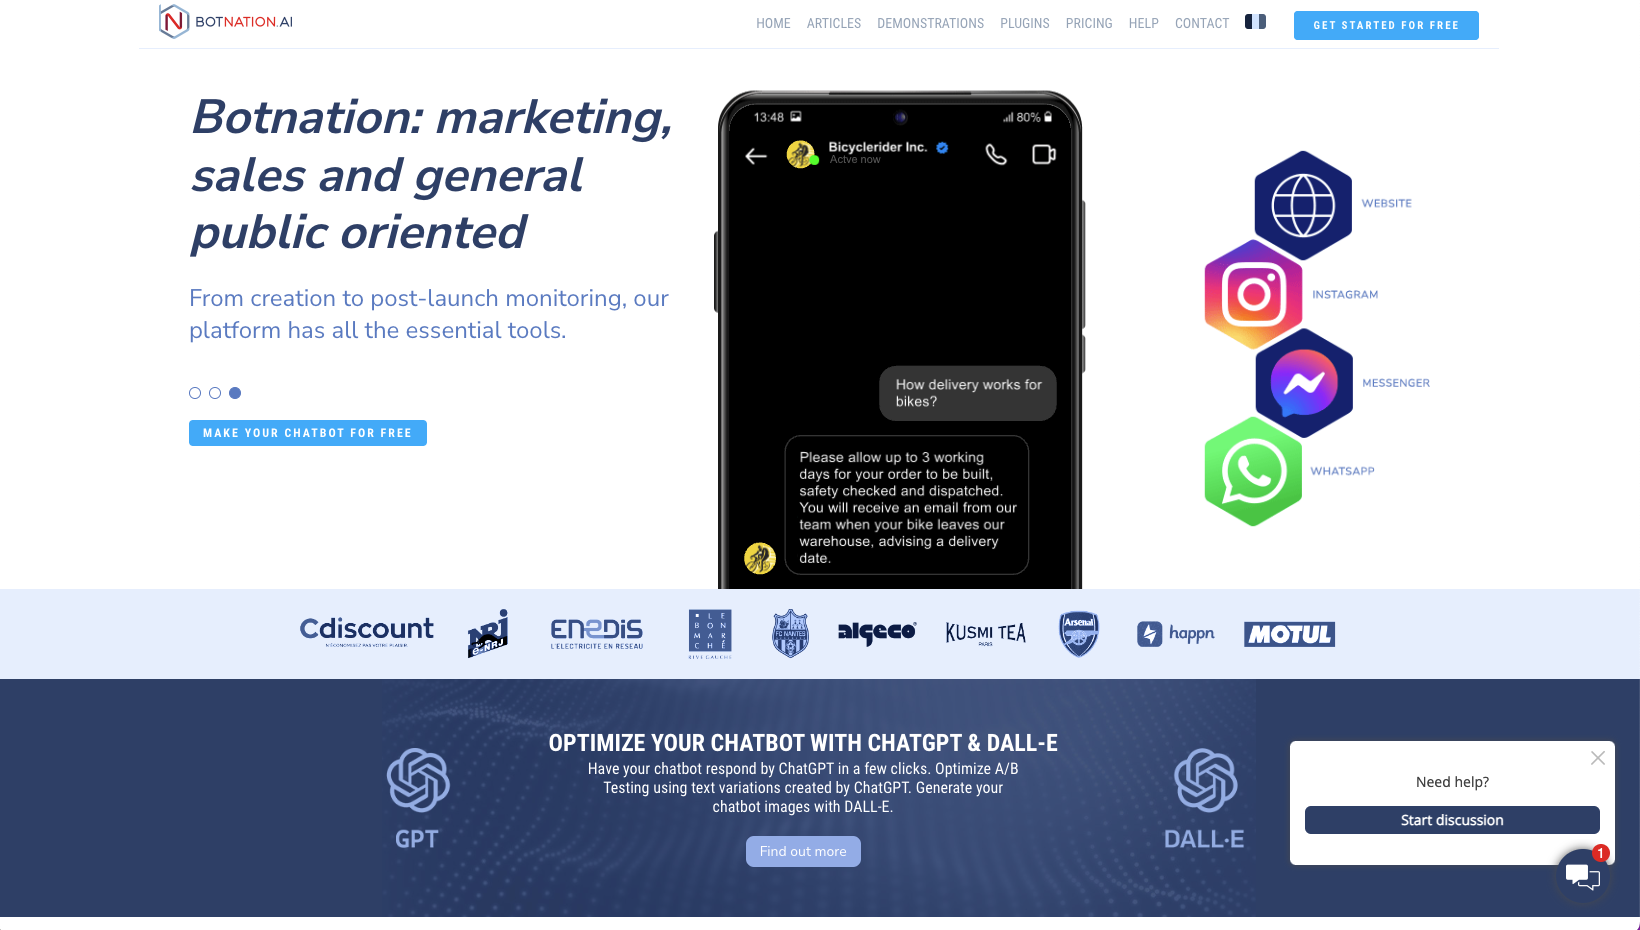 BOTNATION.AI
HOME ARTICLES DEMONSTRATIONS PLUGINS PRICING HELP CONTACT
GET STARTED FOR FREE
Botnation: marketing,
sales and general
public oriented
From creation to post-launch monitoring, our
platform has all the essential tools.
MAKE YOUR CHATBOT FOR FREE
13:48
80%
Bicyclerider Inc.
Actve now
How delivery works for
bikes?
Please allow up to 3 working
days for your order to be built,
safety checked and dispatched.
You will receive an email from our
team when your bike leaves our
warehouse, advising a delivery
date.
WEBSITE
INSTAGRAM
MESSENGER
WHATSAPP
Cdiscount
N'ÉCONOMISEZ PAS VOTRE PLAISIR
NRJ
e-NRJ
ENEDIS
L'ELECTRICITE EN RESEAU
LE
BON
MARCHÉ
RIVE GAUCHE
FC NANTES
algeco
KUSMI TEA
PARIS
Arsenal
happn
MOTUL
OPTIMIZE YOUR CHATBOT WITH CHATGPT & DALL-E
Have your chatbot respond by ChatGPT in a few clicks. Optimize A/B
Testing using text variations created by ChatGPT. Generate your
chatbot images with DALL-E.
Find out more
GPT
DALL·E
Need help?
Start discussion
1